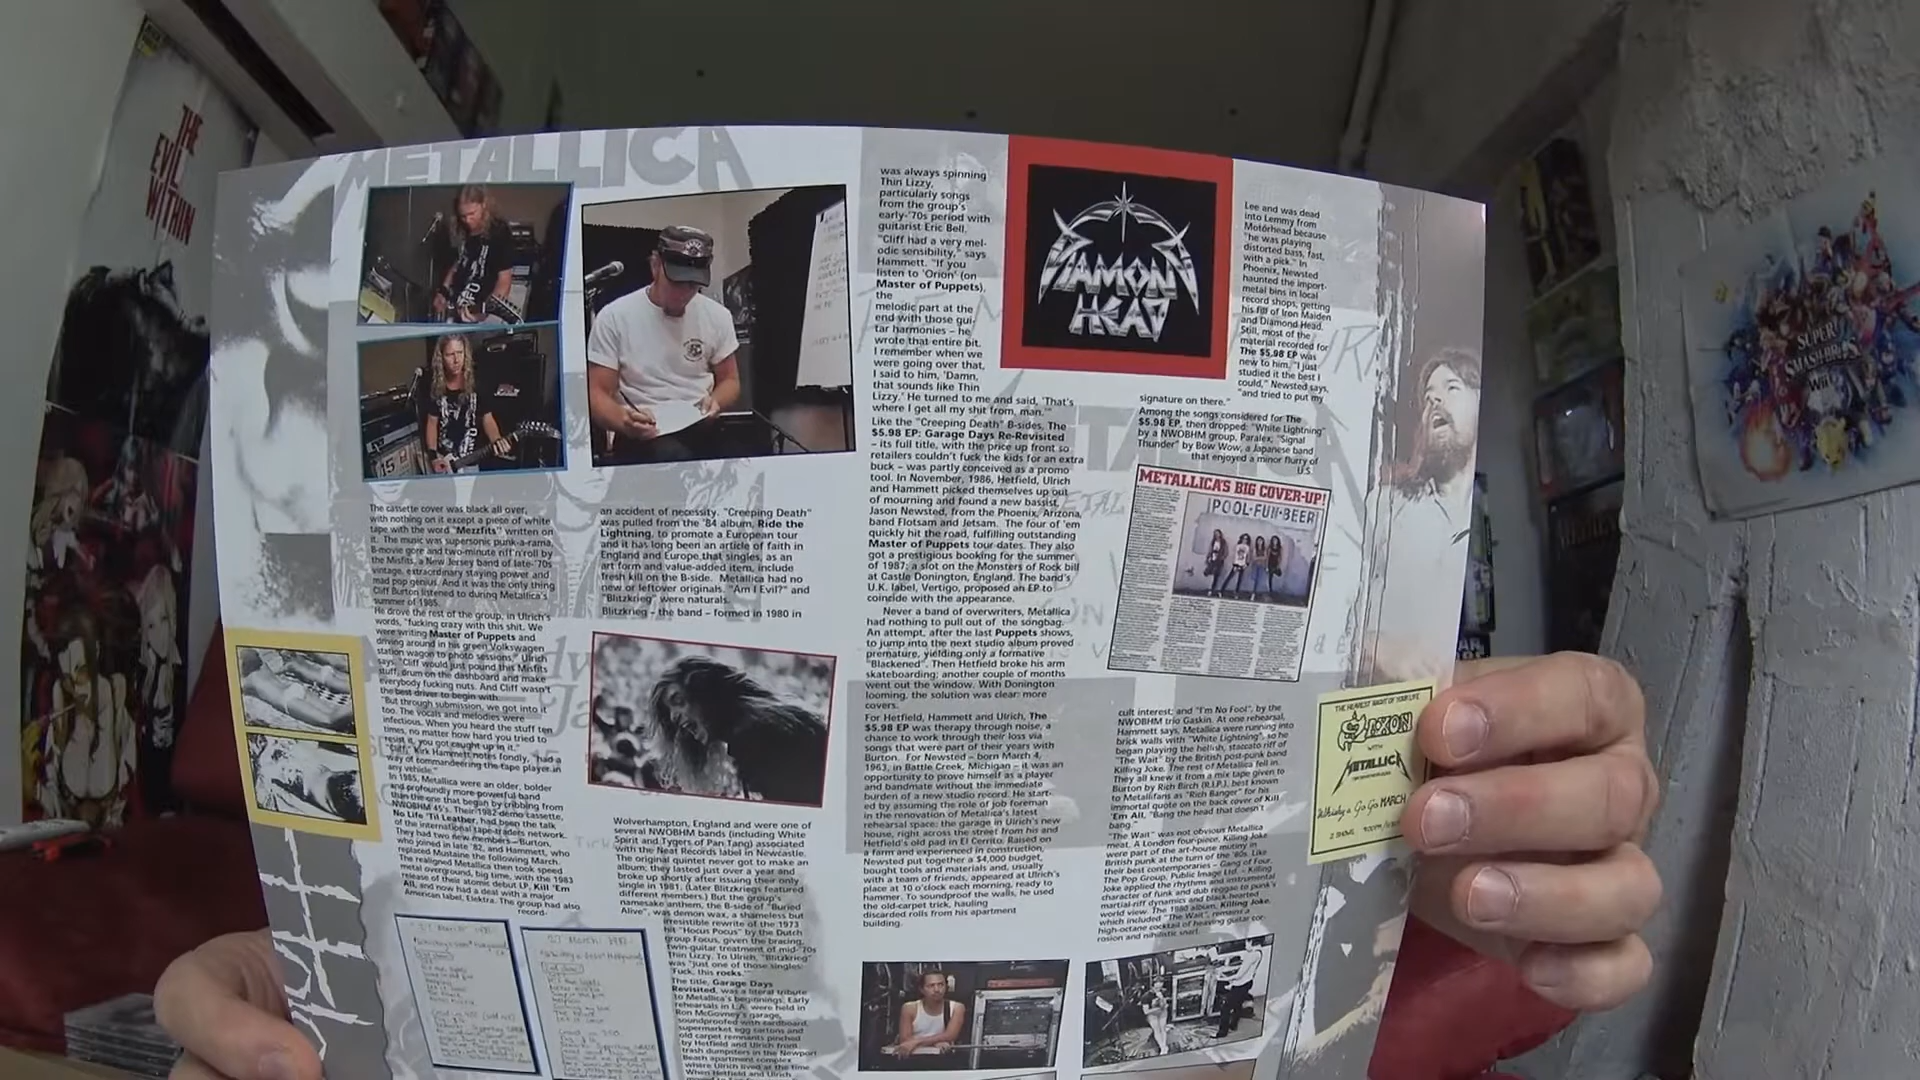 THE
EVIL
WITHIN
METALLICA
The cassette cover was black all over,
with nothing on it except a piece of white
tape with the word "Mezzfits" written on
it. The music was supersonic punk-a-rama,
B-movie gore and two-minute riff'n'roll by
the Misfits, a New Jersey band of late-'70s
vintage, extraordinary staying power and
mad pop genius. And it was the only thing
Cliff Burton listened to during Metallica's
summer of 1985.
"He drove the rest of the group, in Ulrich's
words, "fucking crazy with this shit. We
were writing Master of Puppets and
driving around in his green Volkswagen
station wagon to photo sessions," Ulrich
says. "Cliff would just pound this Misfits
stuff, drum on the dashboard and make
everybody fucking nuts. And Cliff wasn't
the best driver to begin with.
"But through submission, we got into it
too. The vocals and melodies were
infectious. When you heard the stuff ten
times, no matter how hard you tried to
resist it, you got caught up in it."
Cliff, Kirk Hammett notes fondly, "had a
way of commandeering the tape player in
any vehicle."
In 1985, Metallica were an older, bolder
and profoundly more powerful band
than the one that began by cribbing from
NWOBHM 45's. Their 1982 demo cassette,
No Life 'Til Leather, had been the talk
of the international tape-traders network.
They had two new members – Burton,
who joined in late '82, and Hammett, who
replaced Mustaine the following March.
The realigned Metallica then took speed
metal overground, big time, with the 1983
release of their atomic debut LP, Kill 'Em
All, and now had a deal with a major
American label, Elektra. The group had also
record-
an accident of necessity. "Creeping Death"
was pulled from the '84 album, Ride the
Lightning, to promote a European tour
and it has long been an article of faith in
England and Europe that singles, as an
art form and value-added item, include
fresh kill on the B-side. Metallica had no
new or leftover originals. "Am I Evil?" and
"Blitzkrieg" were naturals.
Blitzkrieg – the band – formed in 1980 in
Wolverhampton, England and were one of
several NWOBHM bands (including White
Spirit and Tygers of Pan Tang) associated
with the Neat Records label in Newcastle.
The original quintet never got to make an
album; they lasted just over a year and
broke up shortly after issuing their only
single in 1981. (Later Blitzkriegs featured
different members.) But the group's
namesake anthem, the B-side of "Buried
Alive", was demon wax, a shameless but
irresistible rewrite of the 1973
hit "Hocus Pocus" by the Dutch
group Focus, given the bracing,
twin-guitar treatment of mid-'70s
Thin Lizzy. To Ulrich, "Blitzkrieg"
was "just one of those singles:
'Fuck, this rocks.'"
The title, Garage Days
Revisited, was a literal tribute
to Metallica's beginnings. Early
rehearsals in L.A. were held in
Ron McGovney's garage,
soundproofed with cardboard
supermarket egg cartons and
old carpet remnants pinched
by Hetfield and Ulrich from
trash dumpsters in the Newport
Beach apartment complex
where Ulrich lived at the time
When Hetfield and Ulrich
was always spinning
Thin Lizzy,
particularly songs
from the group's
early-'70s period with
guitarist Eric Bell.
"Cliff had a very mel-
odic sensibility," says
Hammett. "If you
listen to 'Orion' (on
Master of Puppets),
the
melodic part at the
end with those gui-
tar harmonies – he
wrote that entire bit.
I remember when we
were going over that,
I said to him, 'Damn,
that sounds like Thin
Lizzy.' He turned to me and said, 'That's
where I get all my shit from, man.'"
Like the "Creeping Death" B-sides, The
$5.98 EP: Garage Days Re-Revisited
– its full title, with the price up front so
retailers couldn't fuck the kids for an extra
buck – was partly conceived as a promo
tool. In November, 1986, Hetfield, Ulrich
and Hammett picked themselves up out
of mourning and found a new bassist,
Jason Newsted, from the Phoenix, Arizona,
band Flotsam and Jetsam. The four of 'em
quickly hit the road, fulfilling outstanding
Master of Puppets tour dates. They also
got a prestigious booking for the summer
of 1987: a slot on the Monsters of Rock bill
at Castle Donington, England. The band's
U.K. label, Vertigo, proposed an EP to
coincide with the appearance.
Never a band of overwriters, Metallica
had nothing to pull out of the songbag.
An attempt, after the last Puppets shows,
to jump into the next studio album proved
premature, yielding only a formative
"Blackened". Then Hetfield broke his arm
skateboarding; another couple of months
went out the window. With Donington
looming, the solution was clear: more
covers.
For Hetfield, Hammett and Ulrich, The
$5.98 EP was therapy through noise, a
chance to work through their loss via
songs that were part of their years with
Burton. For Newsted – born March 4,
1963, in Battle Creek, Michigan – it was an
opportunity to prove himself as a player
and bandmate without the immediate
burden of a new studio record. He start-
ed by assuming the role of job foreman
in the renovation of Metallica's latest
rehearsal space: the garage in Ulrich's new
house, right across the street from his and
Hetfield's old pad in El Cerrito. Raised on
a farm and experienced in construction,
Newsted put together a $4,000 budget,
bought tools and materials and, usually
with a team of friends, appeared at Ulrich's
place at 10 o'clock each morning, ready to
hammer. To soundproof the walls, he used
the old-carpet trick, hauling
discarded rolls from his apartment
building.
DIAMOND
HEAD
Lee and was dead
into Lemmy from
Motörhead because
"he was playing
distorted bass, fast,
with a pick." In
Phoenix, Newsted
haunted the import-
metal bins in local
record shops, getting
his fill of Iron Maiden
and Diamond Head.
Still, most of the
material recorded for
The $5.98 EP was
new to him. "I just
studied it the best I
could," Newsted says,
"and tried to put my
signature on there."
Among the songs considered for The
$5.98 EP, then dropped: "White Lightning"
by a NWOBHM group, Paralex; "Signal
Thunder" by Bow Wow, a Japanese band
that enjoyed a minor flurry of
U.S.
METALLICA'S BIG COVER-UP!
POOL·FUN·BEER
cult interest; and "I'm No Fool", by the
NWOBHM trio Gaskin. At one rehearsal,
Hammett says, Metallica were running into
brick walls with "White Lightning", so he
began playing the hellish, staccato riff of
"The Wait" by the British post-punk band
Killing Joke. The rest of Metallica fell in.
They all knew it from a mix tape given to
Burton by Rich Birch (R.I.P.), best known
to Metallifans as "Rich Banger" for his
immortal quote on the back cover of Kill
'Em All, "Bang the head that doesn't
bang."
"The Wait" was not obvious Metallica
meat. A London four-piece, Killing Joke
were part of the art-house mutiny in
British punk at the turn of the '80s. Like
their best contemporaries – Gang of Four,
The Pop Group, Public Image Ltd. – Killing
Joke applied the rhythms and instrumental
character of funk and dub reggae to punk's
martial-riff dynamics and black-hearted
world view. The 1980 album, Killing Joke,
which included "The Wait", remains a
high-octane cocktail of heaving guitar cor-
rosion and nihilistic snarl.
THE HEAVIEST NIGHT OF YOUR LIFE
SAXON
WITH
METALLICA
Whisky a Go Go MARCH
2 SHOWS
SUPER
SMASH BROS
Wii U